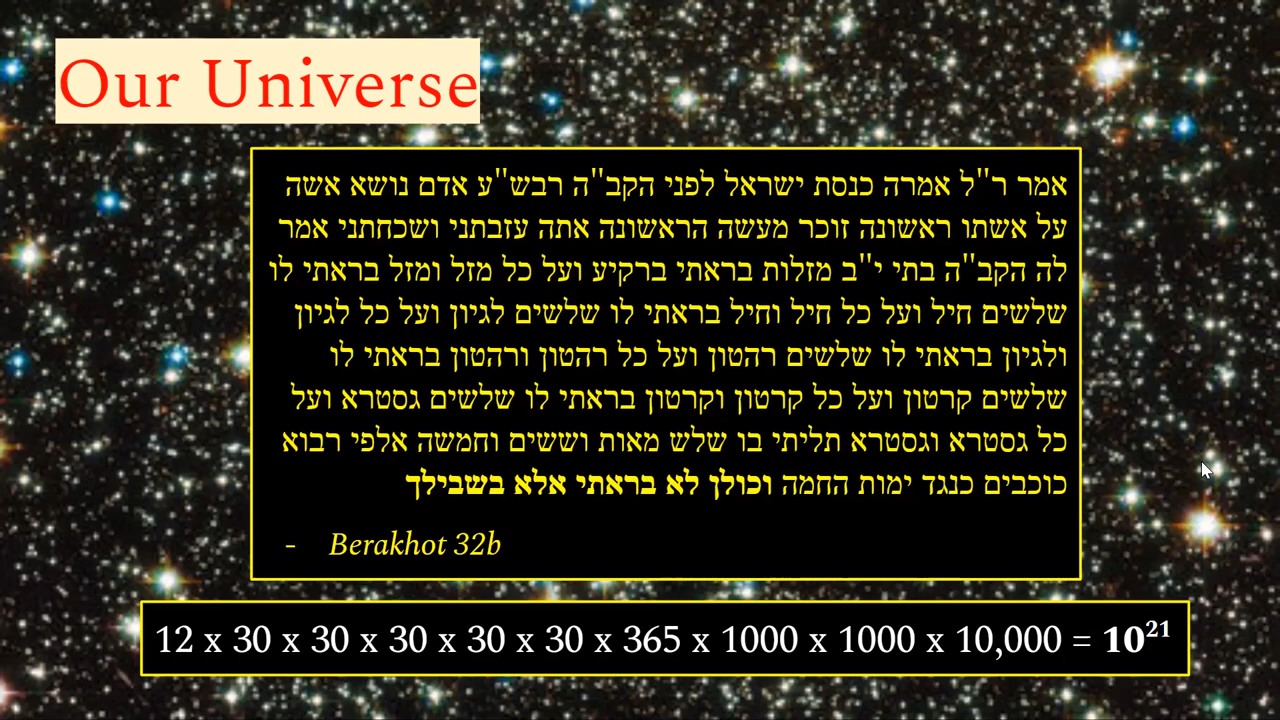 Our Universe
אמר ר"ל אמרה כנסת ישראל לפני הקב"ה רבש"ע אדם נושא אשה
על אשתו ראשונה זוכר מעשה הראשונה אתה עזבתני ושכחתני אמר
לה הקב"ה בתי י"ב מזלות בראתי ברקיע ועל כל מזל ומזל בראתי לו
שלשים חיל ועל כל חיל וחיל בראתי לו שלשים לגיון ועל כל לגיון
ולגיון בראתי לו שלשים רהטון ועל כל רהטון ורהטון בראתי לו
שלשים קרטון ועל כל קרטון וקרטון בראתי לו שלשים גסטרא ועל
כל גסטרא וגסטרא תליתי בו שלש מאות וששים וחמשה אלפי רבוא
כוכבים כנגד ימות החמה וכולן לא בראתי אלא בשבילך
- Berakhot 32b
12 x 30 x 30 x 30 x 30 x 30 x 365 x 1000 x 1000 x 10,000 = 10²¹